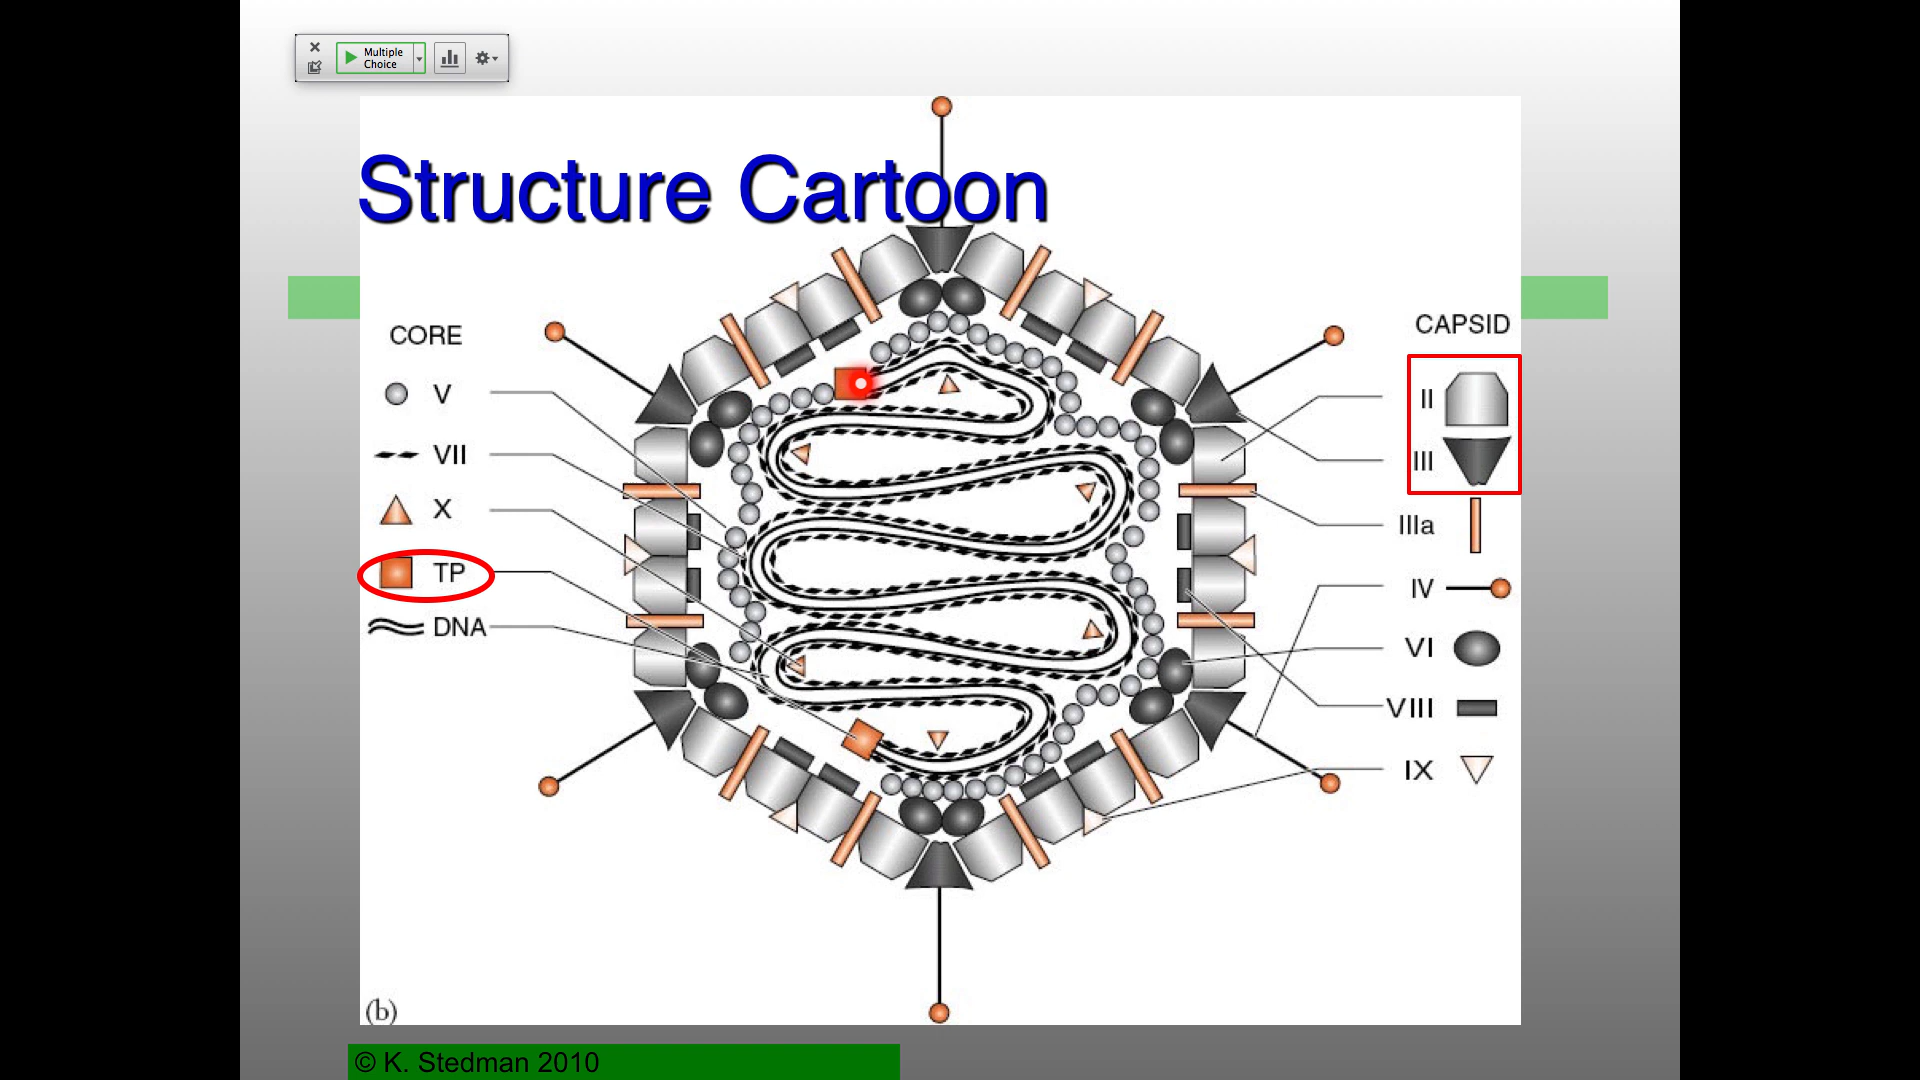 Multiple
Choice
Structure Cartoon
CORE
V
VII
X
TP
DNA
CAPSID
II
III
IIIa
IV
VI
VIII
IX
(b)
© K. Stedman 2010